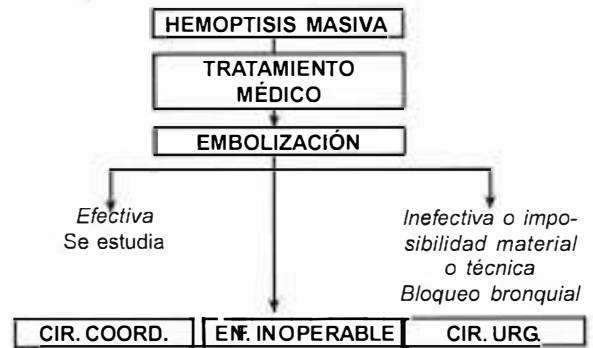 HEMOPTISIS MASIVA
TRATAMIENTO
MÉDICO
EMBOLIZACIÓN
Efectiva
Se estudia
Inefectiva o impo-
sibilidad material
o técnica
Bloqueo bronquial
CIR. COORD.
ENF. INOPERABLE
CIR. URG.